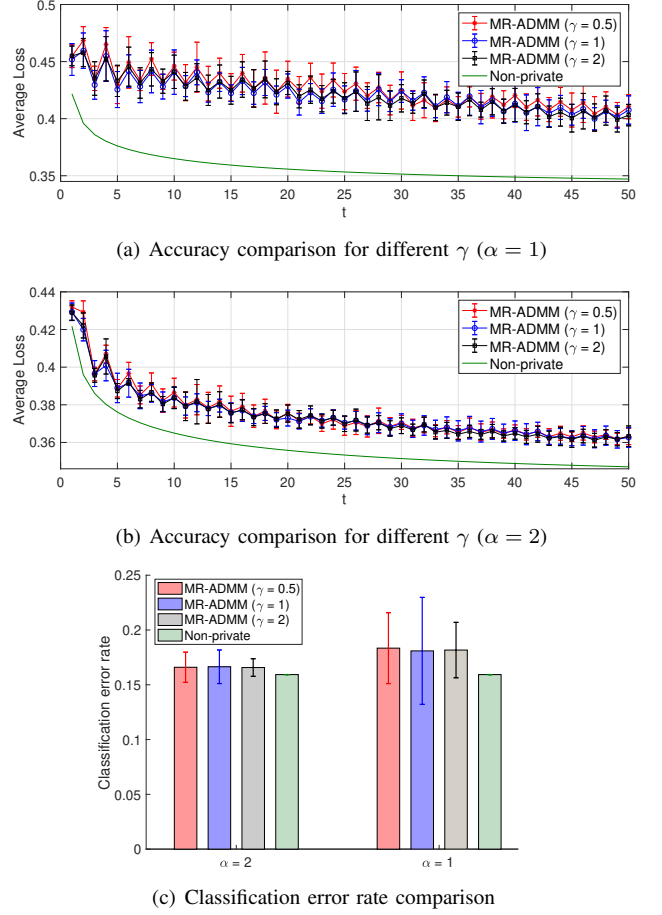 0.5
0.45
0.4
0.35
Average Loss
MR-ADMM (γ = 0.5)
MR-ADMM (γ = 1)
MR-ADMM (γ = 2)
Non-private
0 5 10 15 20 25 30 35 40 45 50
t
(a) Accuracy comparison for different γ (α = 1)
0.44
0.42
0.4
0.38
0.36
Average Loss
MR-ADMM (γ = 0.5)
MR-ADMM (γ = 1)
MR-ADMM (γ = 2)
Non-private
0 5 10 15 20 25 30 35 40 45 50
t
(b) Accuracy comparison for different γ (α = 2)
0.25
0.2
0.15
0.1
0.05
0
Classification error rate
MR-ADMM (γ = 0.5)
MR-ADMM (γ = 1)
MR-ADMM (γ = 2)
Non-private
α = 2 α = 1
(c) Classification error rate comparison